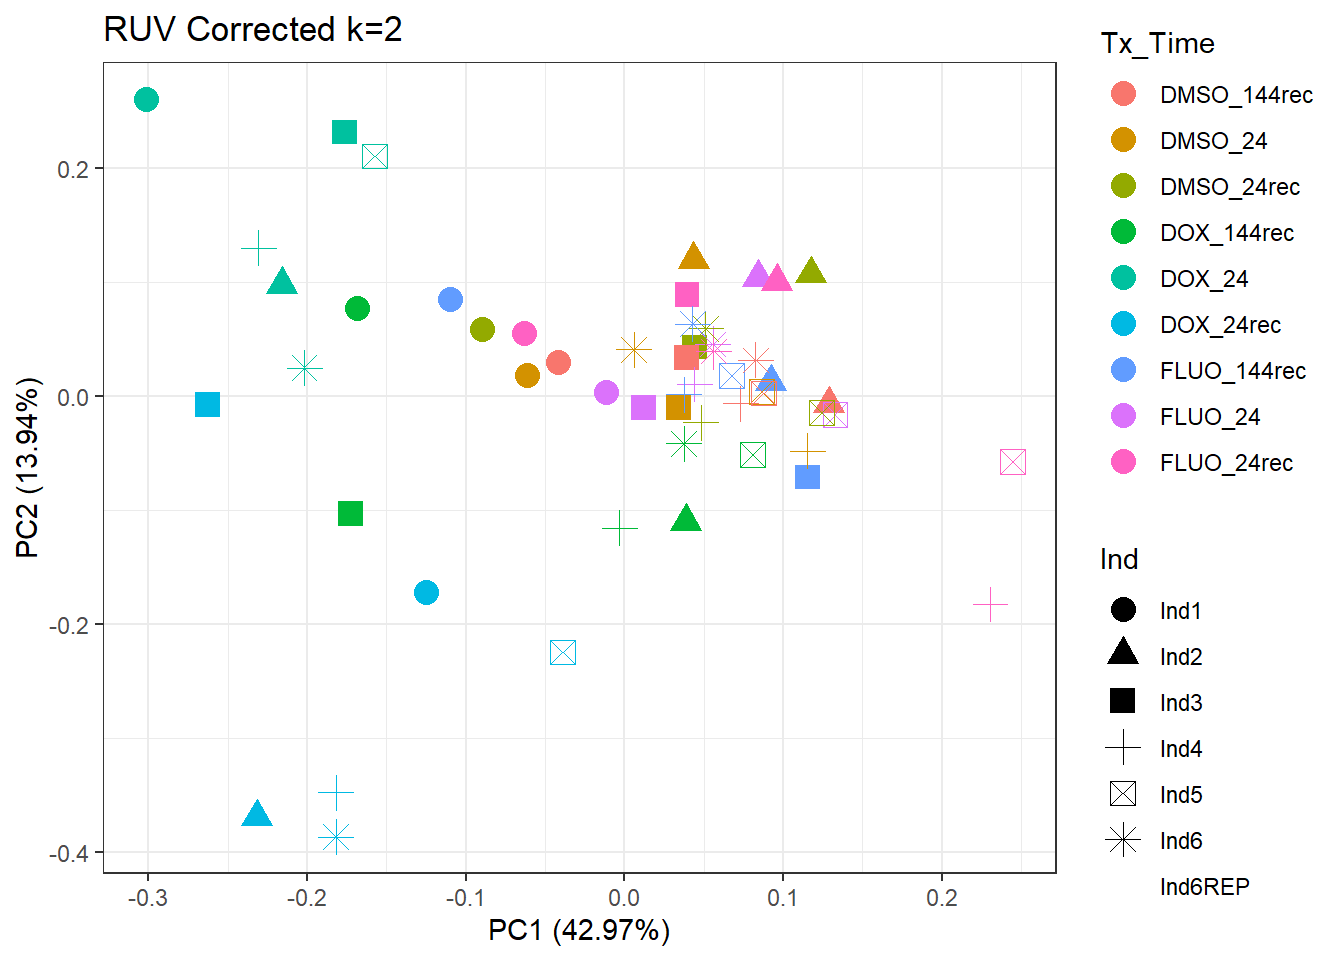 RUV Corrected k=2
0.2
0.0
-0.2
-0.4
PC2 (13.94%)
-0.3
-0.2
-0.1
0.0
0.1
0.2
PC1 (42.97%)
Tx_Time
DMSO_144rec
DMSO_24
DMSO_24rec
DOX_144rec
DOX_24
DOX_24rec
FLUO_144rec
FLUO_24
FLUO_24rec
Ind
Ind1
Ind2
Ind3
Ind4
Ind5
Ind6
Ind6REP